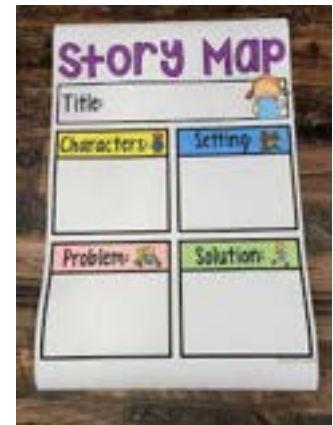 Story Map
Title:
Characters:
Setting:
Problem:
Solution: